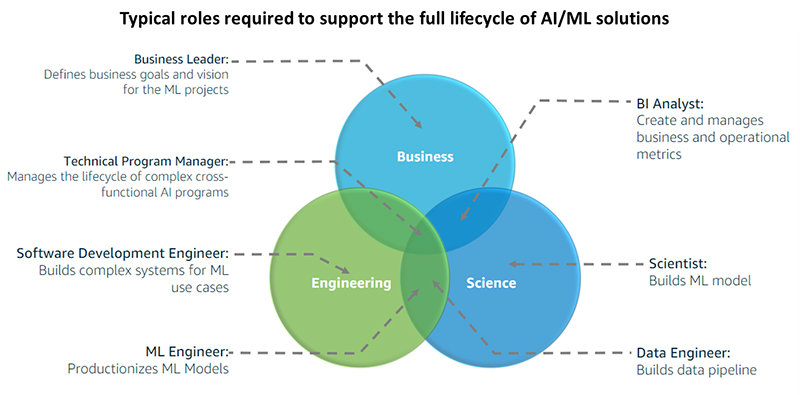 Typical roles required to support the full lifecycle of AI/ML solutions
Business Leader:
Defines business goals and vision
for the ML projects
BI Analyst:
Create and manages
business and operational
metrics
Business
Technical Program Manager:
Manages the lifecycle of complex cross-
functional AI programs
Software Development Engineer:
Builds complex systems for ML
use cases
Engineering
Science
Scientist:
Builds ML model
ML Engineer:
Productionizes ML Models
Data Engineer:
Builds data pipeline